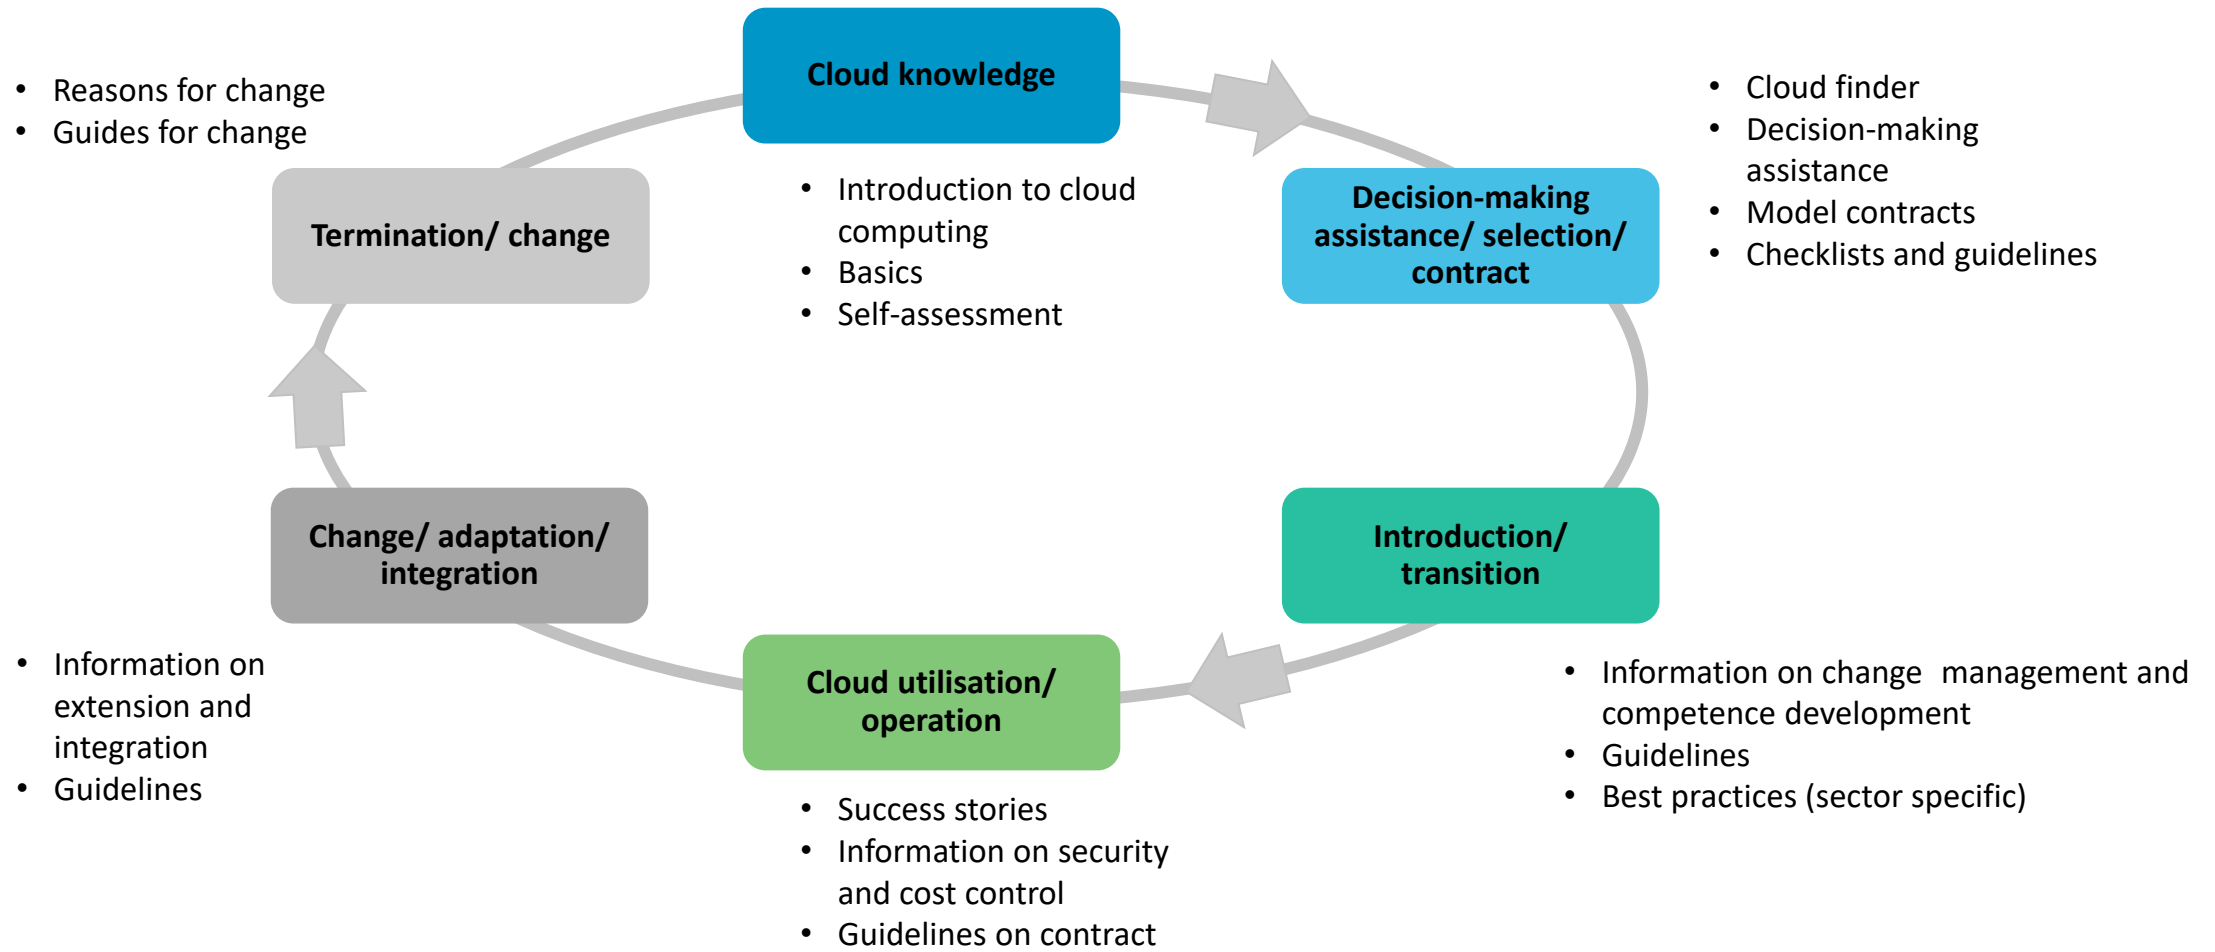 Cloud knowledge
• Introduction to cloud
computing
• Basics
• Self-assessment
Decision-making
assistance/ selection/
contract
• Cloud finder
• Decision-making
assistance
• Model contracts
• Checklists and guidelines
Introduction/
transition
• Information on change  management and
competence development
• Guidelines
• Best practices (sector specific)
Cloud utilisation/
operation
• Success stories
• Information on security
and cost control
• Guidelines on contract
Change/ adaptation/
integration
• Information on
extension and
integration
• Guidelines
Termination/ change
• Reasons for change
• Guides for change